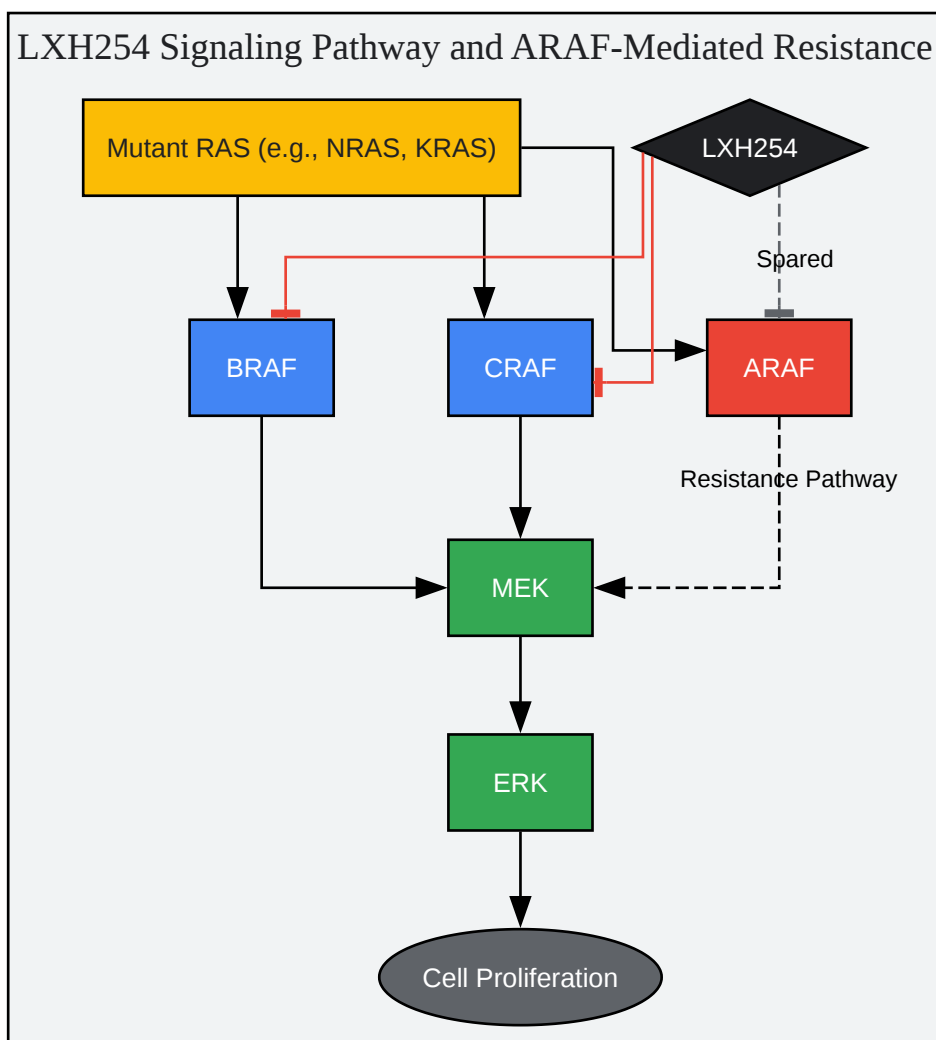 LXH254 Signaling Pathway and ARAF-Mediated Resistance
Mutant RAS (e.g., NRAS, KRAS)
LXH254
Spared
BRAF
CRAF
ARAF
Resistance Pathway
MEK
ERK
Cell Proliferation